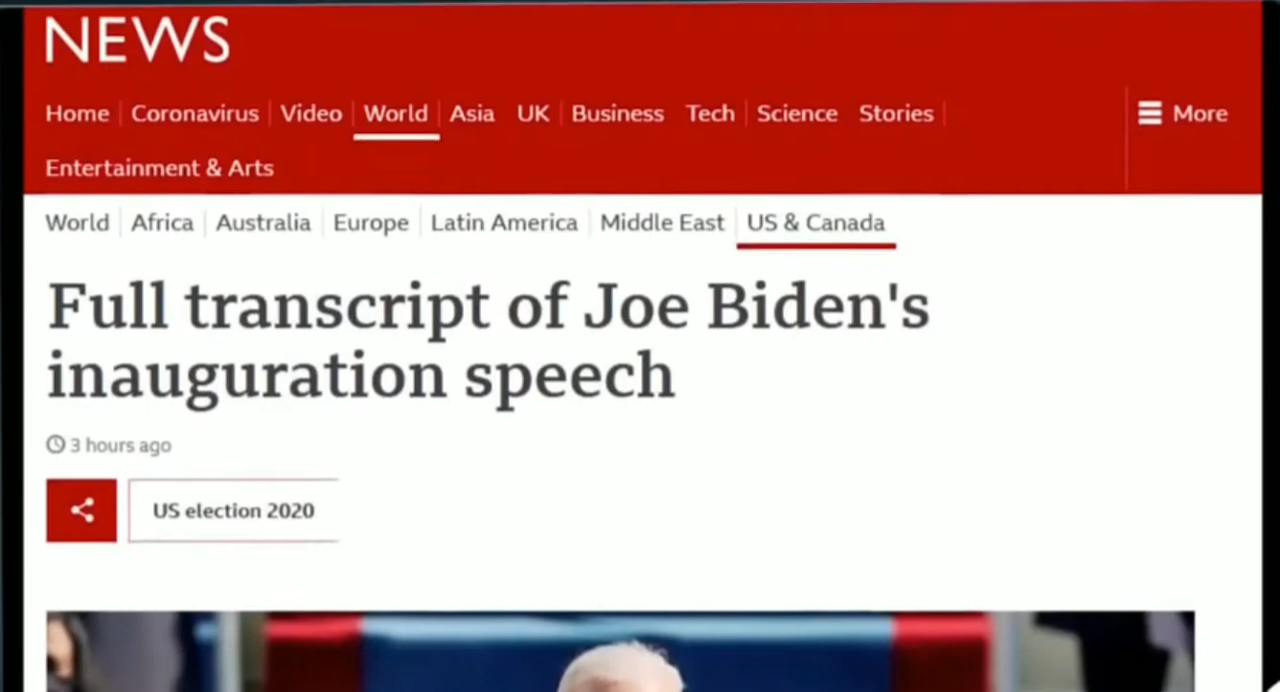 NEWS
Home Coronavirus Video World Asia UK Business Tech Science Stories More
Entertainment & Arts
World Africa Australia Europe Latin America Middle East US & Canada
Full transcript of Joe Biden's
inauguration speech
3 hours ago
US election 2020